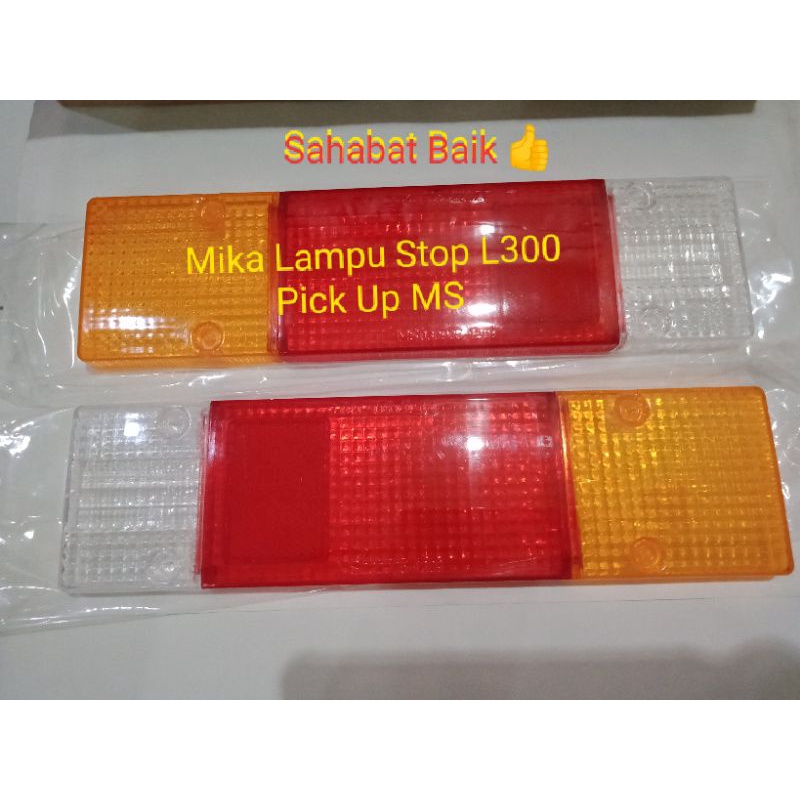 Sahabat Baik 👍
Mika Lampu Stop L300
Pick Up MS